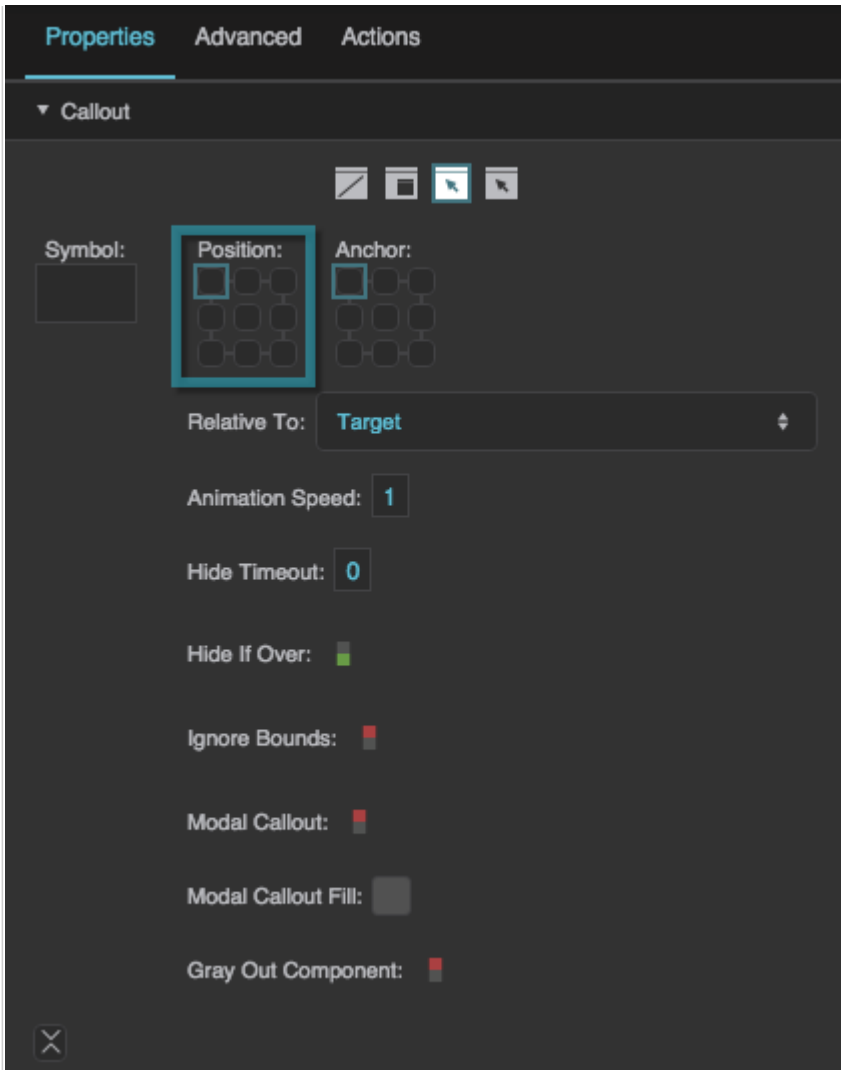 Properties Advanced Actions
Callout
Symbol: Position: Anchor:
Relative To: Target
Animation Speed: 1
Hide Timeout: 0
Hide If Over:
Ignore Bounds:
Modal Callout:
Modal Callout Fill:
Gray Out Component: